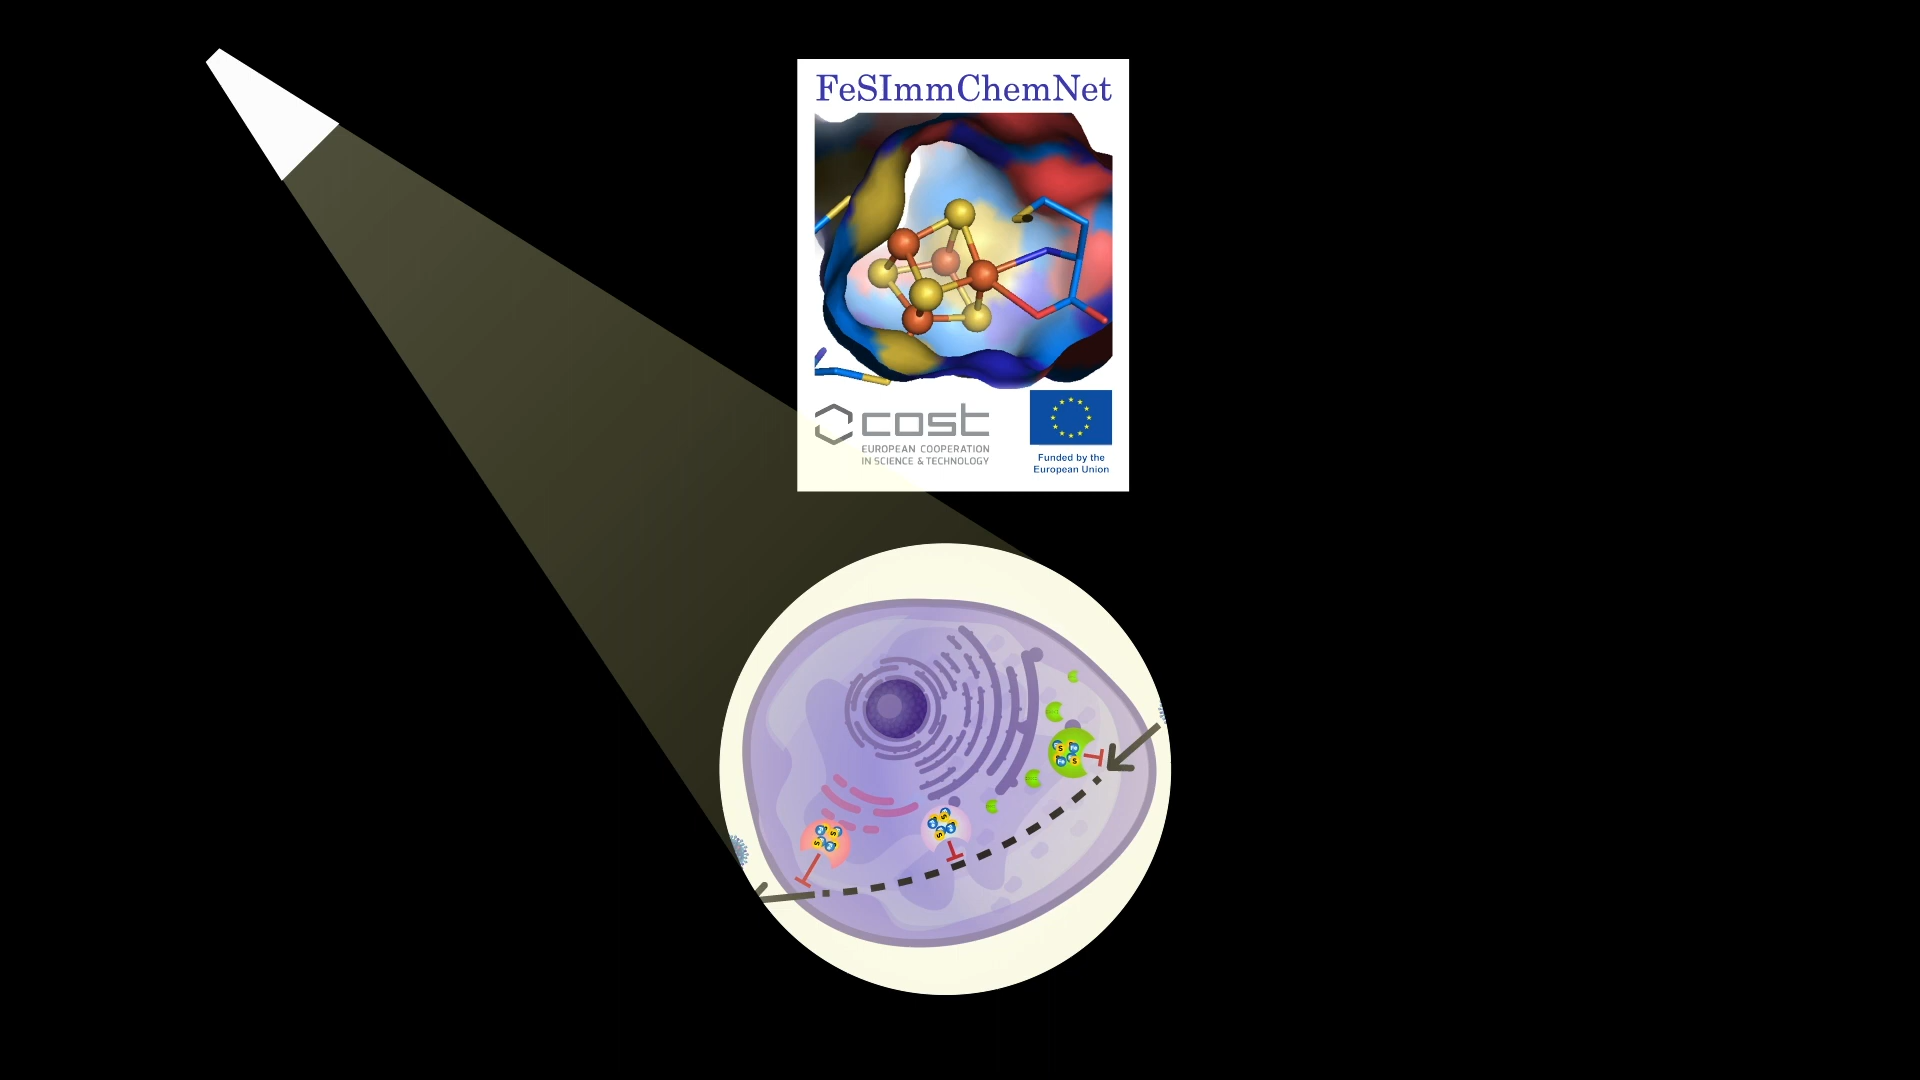 FeSImmChemNet
cost
EUROPEAN COOPERATION
IN SCIENCE & TECHNOLOGY
Funded by the
European Union